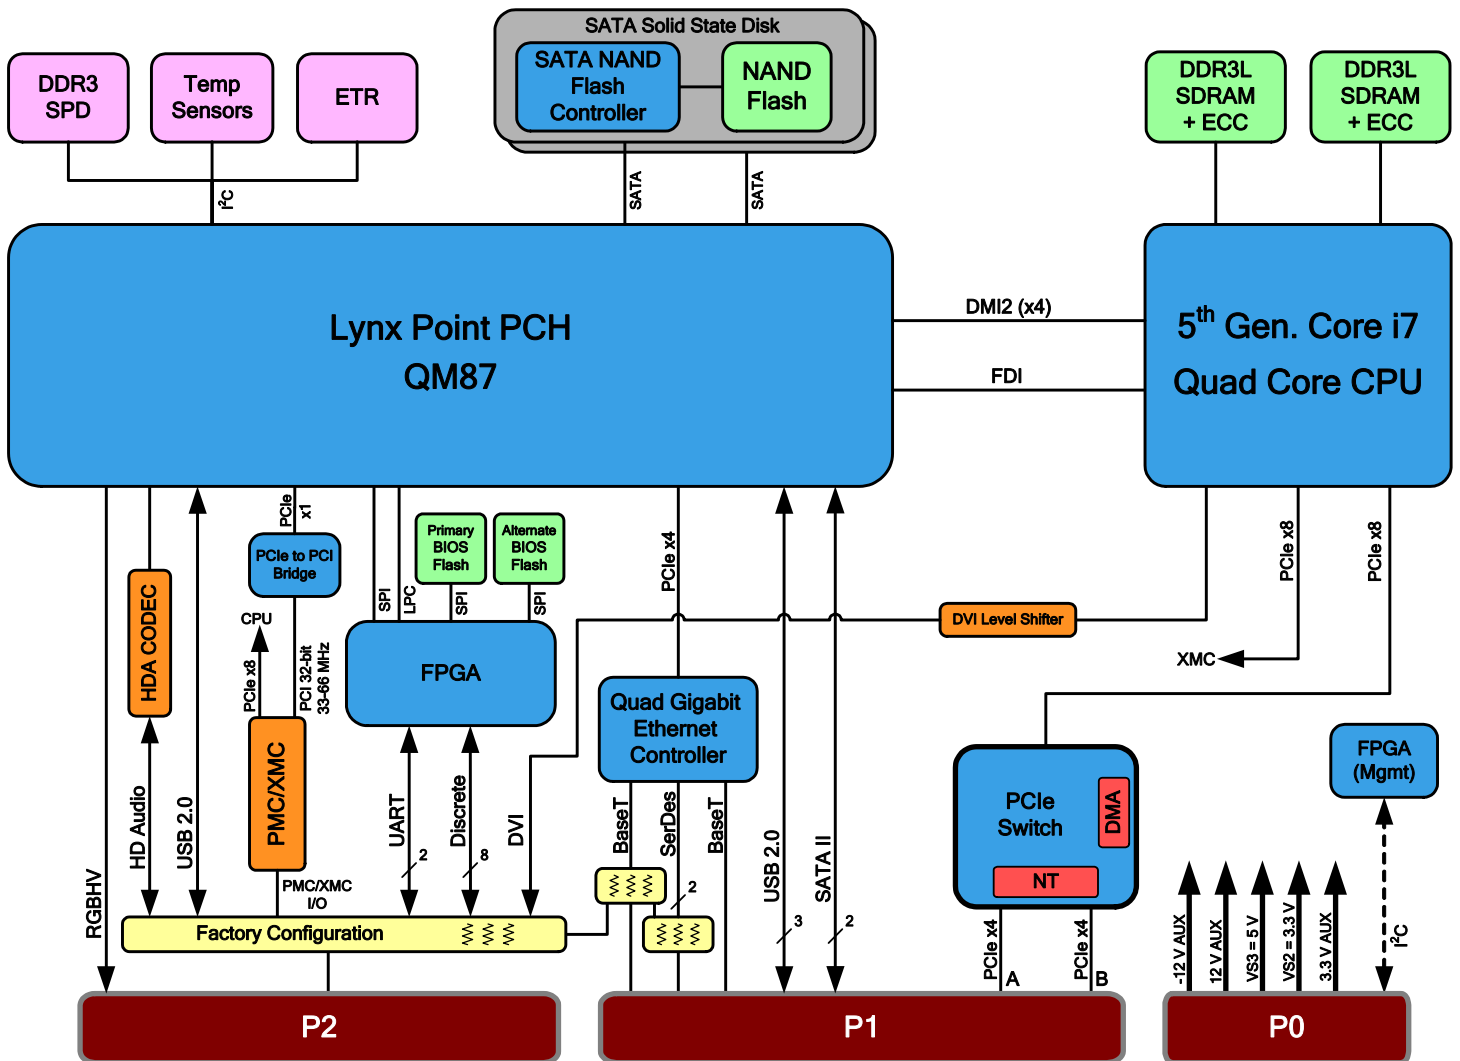 SATA Solid State Disk
SATA NAND
Flash
Controller
NAND
Flash
DDR3
SPD
Temp
Sensors
ETR
DDR3L
SDRAM
+ ECC
DDR3L
SDRAM
+ ECC
I²C
SATA
SATA
Lynx Point PCH
QM87
DMI2 (x4)
FDI
5th Gen. Core i7
Quad Core CPU
PCIe
x1
PCIe to PCI
Bridge
SPI
LPC
Primary
BIOS
Flash
Alternate
BIOS
Flash
SPI
SPI
PCIe x4
PCIe x8
PCIe x8
HDA CODEC
CPU
PCIe x8
PCI 32-bit
33-66 MHz
FPGA
DVI Level Shifter
XMC
Quad Gigabit
Ethernet
Controller
PMC/XMC
PCIe
Switch
DMA
NT
FPGA
(Mgmt)
RGBHV
HD Audio
USB 2.0
PMC/XMC
I/O
UART
2
Discrete
8
DVI
BaseT
SerDes
2
BaseT
USB 2.0
3
SATA II
2
Factory Configuration
PCIe x4
A
PCIe x4
B
-12 V AUX
12 V AUX
VS3 = 5 V
VS2 = 3.3 V
3.3 V AUX
I²C
P2
P1
P0